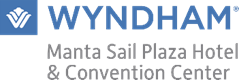 WYNDHAM®
Manta Sail Plaza Hotel
& Convention Center